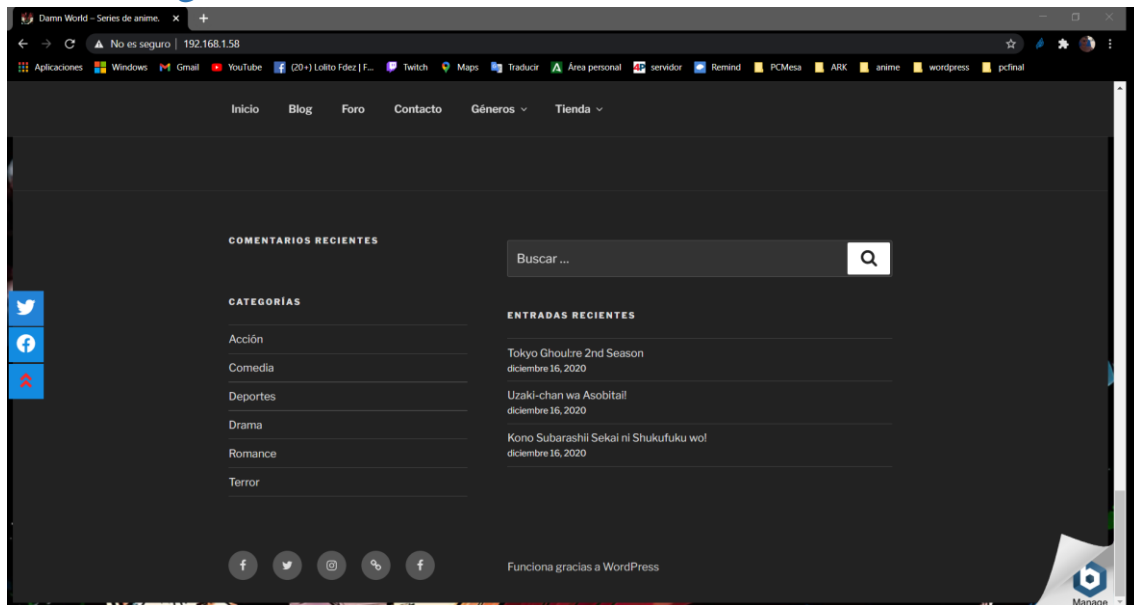 Damn World – Series de anime.
No es seguro | 192.168.1.58
Aplicaciones Windows Gmail YouTube (20+) Lolito Fdez | F... Twitch Maps Traducir Área personal 4P servidor Remind PCMesa ARK anime wordpress pcfinal
Inicio Blog Foro Contacto Géneros Tienda
COMENTARIOS RECIENTES
Buscar ...
CATEGORÍAS
Acción
Comedia
Deportes
Drama
Romance
Terror
ENTRADAS RECIENTES
Tokyo Ghoul:re 2nd Season
diciembre 16, 2020
Uzaki-chan wa Asobitai!
diciembre 16, 2020
Kono Subarashii Sekai ni Shukufuku wo!
diciembre 16, 2020
Funciona gracias a WordPress
Manage